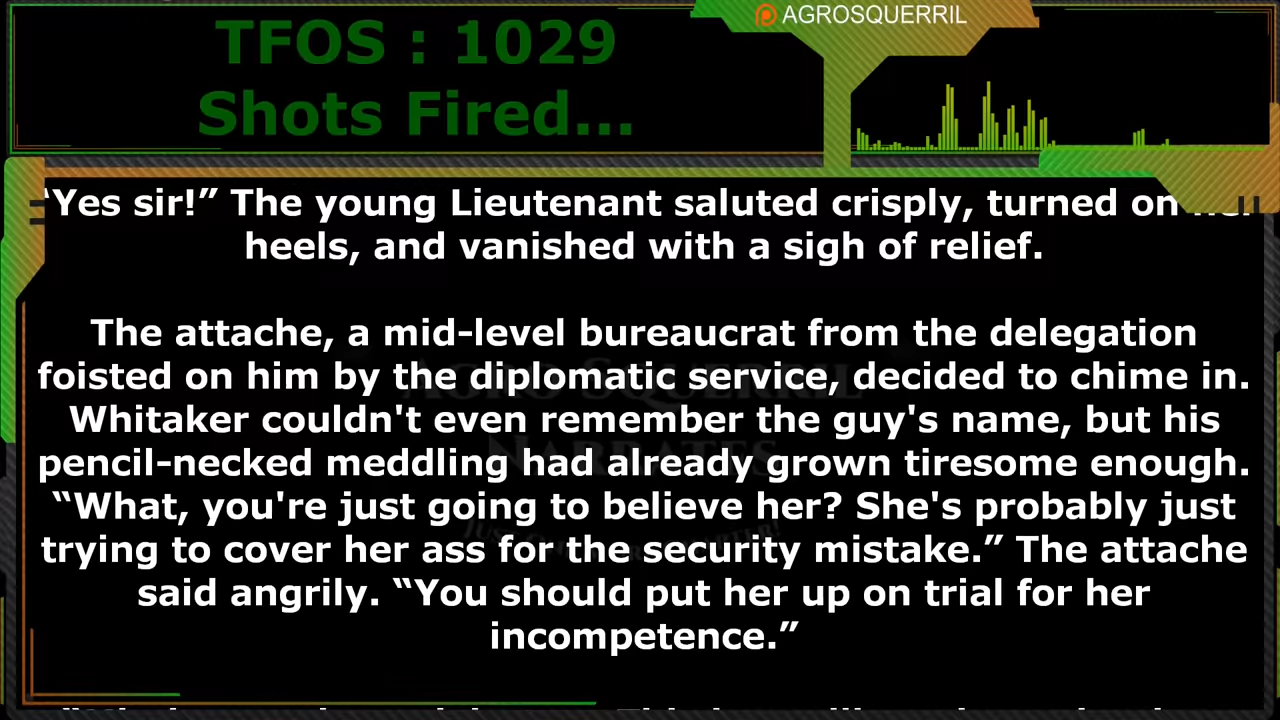 AGROSQUERRIL
TFOS : 1029
Shots Fired...
“Yes sir!” The young Lieutenant saluted crisply, turned on her
heels, and vanished with a sigh of relief.
The attache, a mid-level bureaucrat from the delegation
foisted on him by the diplomatic service, decided to chime in.
Whitaker couldn't even remember the guy's name, but his
pencil-necked meddling had already grown tiresome enough.
“What, you're just going to believe her? She's probably just
trying to cover her ass for the security mistake.” The attache
said angrily. “You should put her up on trial for her
incompetence.”
AGRO SQUERRIL
NARRATES